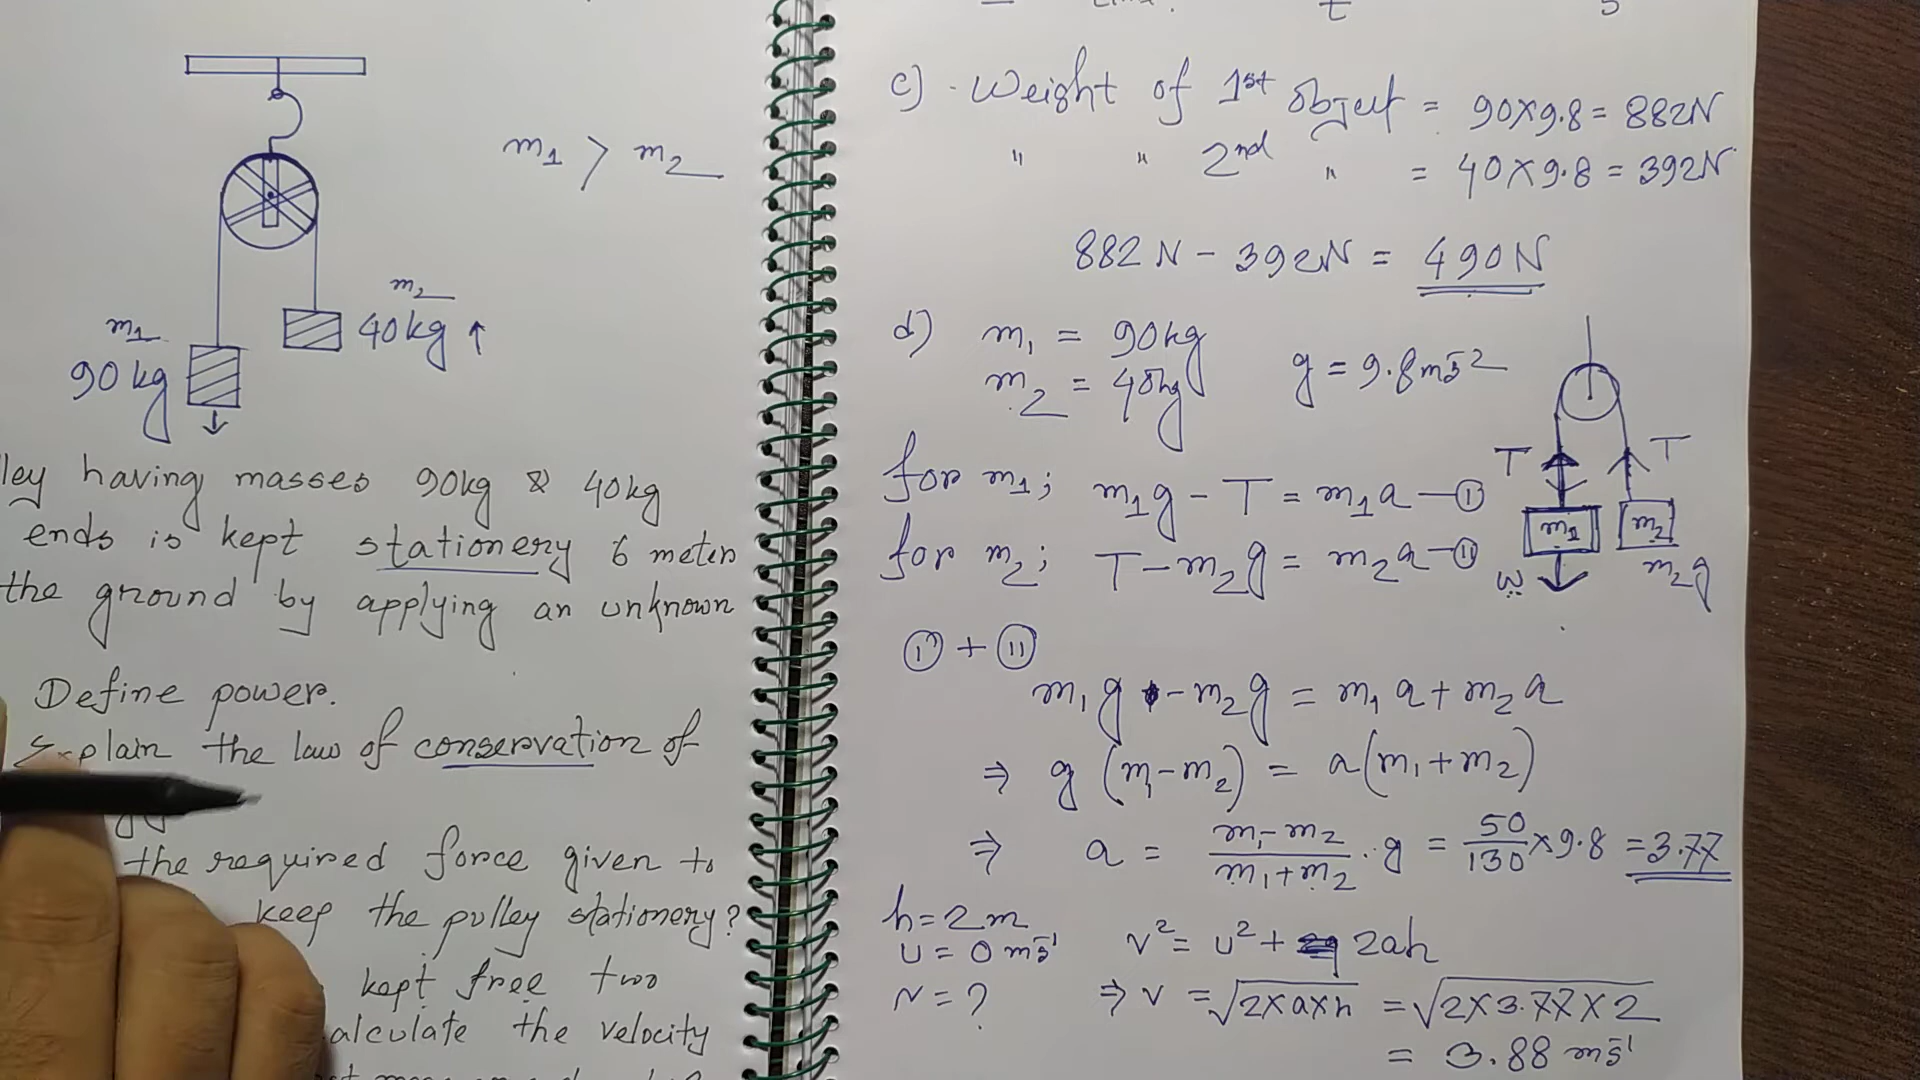 m1 > m2
m2
40kg ↑
m1
90 kg
ley having masses 90kg & 40kg
ends is kept stationery 6 meter
the ground by applying an unknown
Define power.
Explain the law of conservation of
the required force given to
keep the pulley stationery?
kept free two
alculate the velocity
c) Weight of 1st object = 90×9.8 = 882N
" " 2nd " = 40×9.8 = 392N
882 N - 392N = 490 N
d) m₁ = 90kg
m₂ = 40kg
g = 9.8ms⁻²
T T
m1 m2
W m2g
for m1; m1g - T = m1a — (i)
for m2; T - m2g = m2a — (ii)
(i) + (ii)
m₁g - m₂g = m₁a + m₂a
⇒ g (m₁-m₂) = a(m₁+m₂)
⇒ a = (m₁-m₂)/(m₁+m₂) . g = 50/130 × 9.8 = 3.77
h = 2m
u = 0 ms⁻¹
v = ?
v² = u² + 2ah
⇒ v = √(2×a×h) = √(2×3.77×2)
= 3.88 ms⁻¹